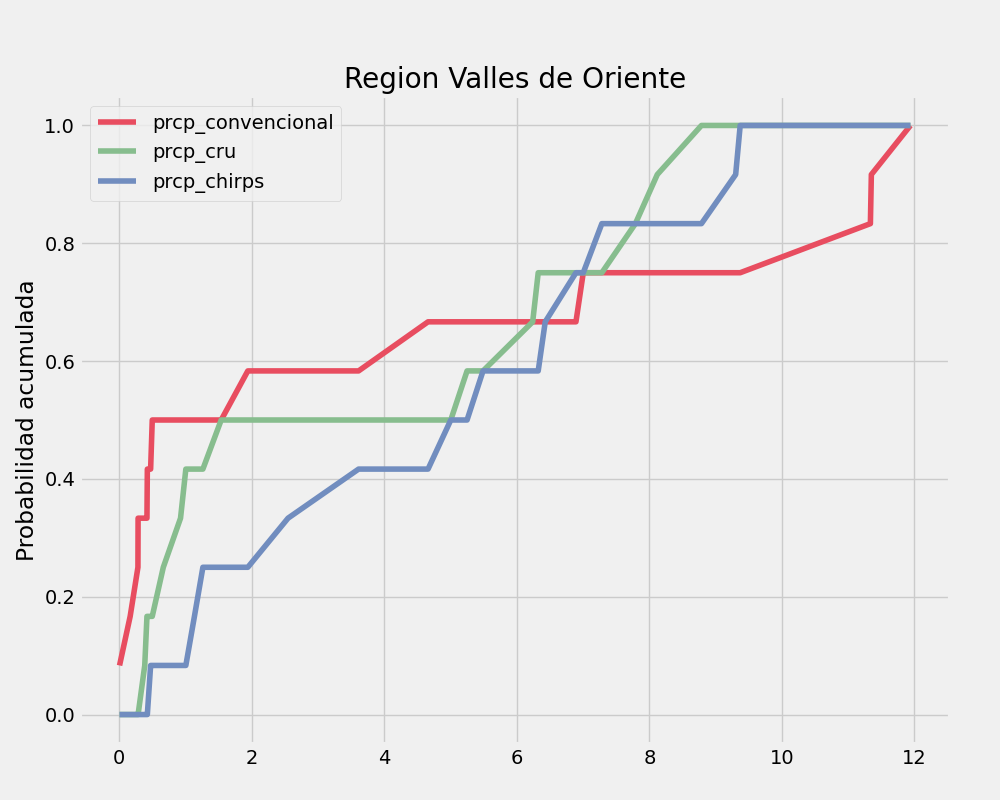 Region Valles de Oriente
prcp_convencional
prcp_cru
prcp_chirps
Probabilidad acumulada
1.0
0.8
0.6
0.4
0.2
0.0
0 2 4 6 8 10 12